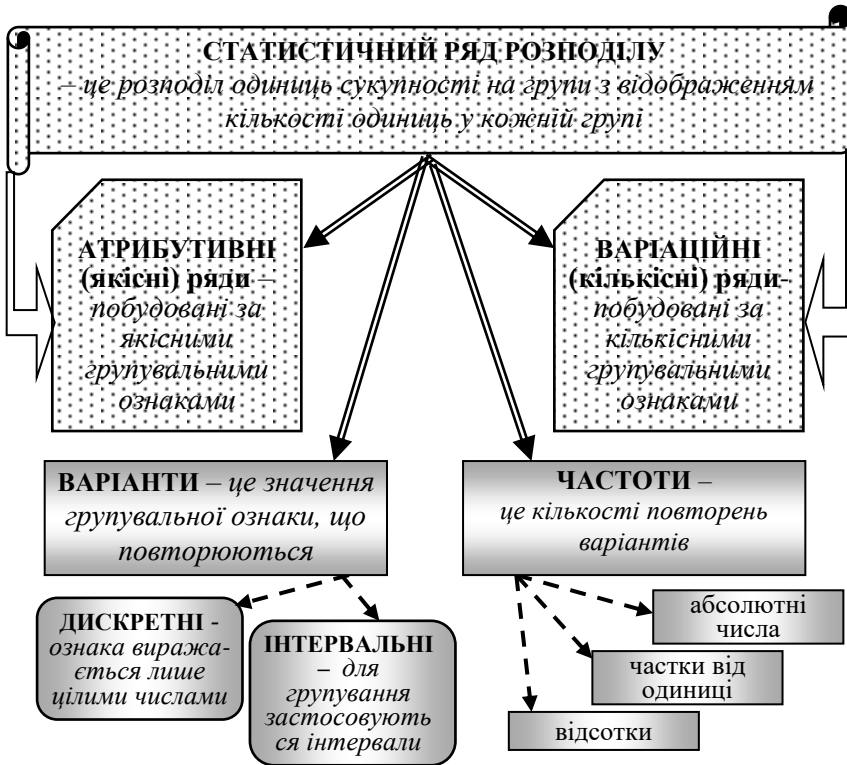 СТАТИСТИЧНИЙ РЯД РОЗПОДІЛУ
– це розподіл одиниць сукупності на групи з відображенням
кількості одиниць у кожній групі
АТРИБУТИВНІ
(якісні) ряди –
побудовані за
якісними
групувальними
ознаками
ВАРІАЦІЙНІ
(кількісні) ряди-
побудовані за
кількісними
групувальними
ознаками
ВАРІАНТИ – це значення
групувальної ознаки, що
повторюються
ЧАСТОТИ –
це кількості повторень
варіантів
ДИСКРЕТНІ -
ознака виража-
ється лише
цілими числами
ІНТЕРВАЛЬНІ
– для
групування
застосовують
ся інтервали
абсолютні
числа
частки від
одиниці
відсотки